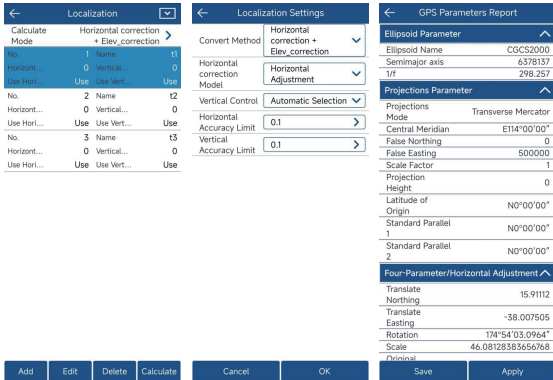 Localization
Calculate Mode
Horizontal correction + Elev_correction
No. 1 Name t1
Horizont... 0 Vertical... 0
Use Hori... Use Use Vert... Use
No. 2 Name t2
Horizont... 0 Vertical... 0
Use Hori... Use Use Vert... Use
No. 3 Name t3
Horizont... 0 Vertical... 0
Use Hori... Use Use Vert... Use
Add Edit Delete Calculate
Localization Settings
Convert Method
Horizontal
correction +
Elev_correction
Horizontal
correction
Model
Horizontal
Adjustment
Vertical Control Automatic Selection
Horizontal
Accuracy Limit
0.1
Vertical
Accuracy Limit
0.1
Cancel OK
GPS Parameters Report
Ellipsoid Parameter
Ellipsoid Name CGCS2000
Semimajor axis 6378137
1/f 298.257
Projections Parameter
Projections
Mode
Transverse Mercator
Central Meridian E114°00′00″
False Northing 0
False Easting 500000
Scale Factor 1
Projection
Height
0
Latitude of
Origin
N0°00′00″
Standard Parallel
1
N0°00′00″
Standard Parallel
2
N0°00′00″
Four-Parameter/Horizontal Adjustment
Translate
Northing
15.91112
Translate
Easting
-38.007505
Rotation 174°54′03.0964″
Scale 46.08128383656768
Original
Save Apply